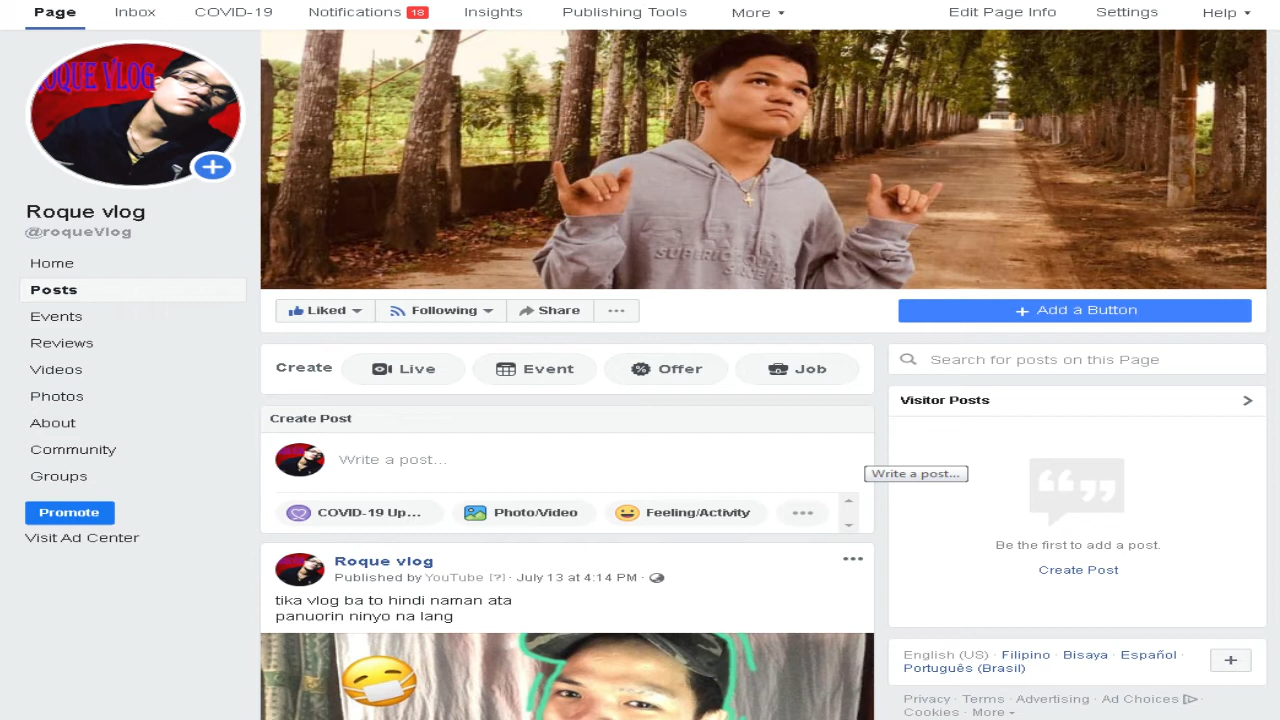 Page Inbox COVID-19 Notifications 18 Insights Publishing Tools More Edit Page Info Settings Help
ROQUE VLOG
SUPERIOR
Roque vlog
@roqueVlog
Home
Posts
Events
Reviews
Videos
Photos
About
Community
Groups
Promote
Visit Ad Center
Liked Following Share ... + Add a Button
Create Live Event Offer Job
Create Post
Write a post...
Write a post...
COVID-19 Up... Photo/Video Feeling/Activity ...
Roque vlog ...
Published by YouTube [?] · July 13 at 4:14 PM ·
tika vlog ba to hindi naman ata
panuorin ninyo na lang
Search for posts on this Page
Visitor Posts
Be the first to add a post.
Create Post
English (US) · Filipino · Bisaya · Español ·
Português (Brasil)
+
Privacy · Terms · Advertising · Ad Choices ·
Cookies · More